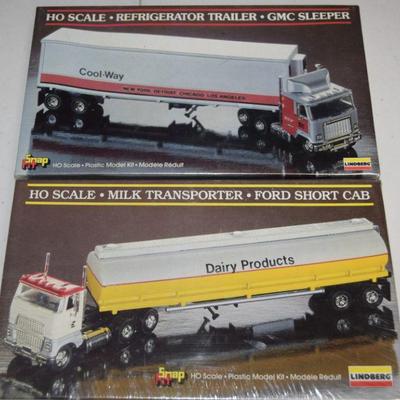 HO SCALE • REFRIGERATOR TRAILER • GMC SLEEPER
Cool-Way
NEW YORK DETROIT CHICAGO LOS ANGELES
Snap
HO Scale • Plastic Model Kit • Modèle Réduit
LINDBERG
HO SCALE • MILK TRANSPORTER • FORD SHORT CAB
Dairy Products
Snap
HO Scale • Plastic Model Kit • Modèle Réduit
LINDBERG